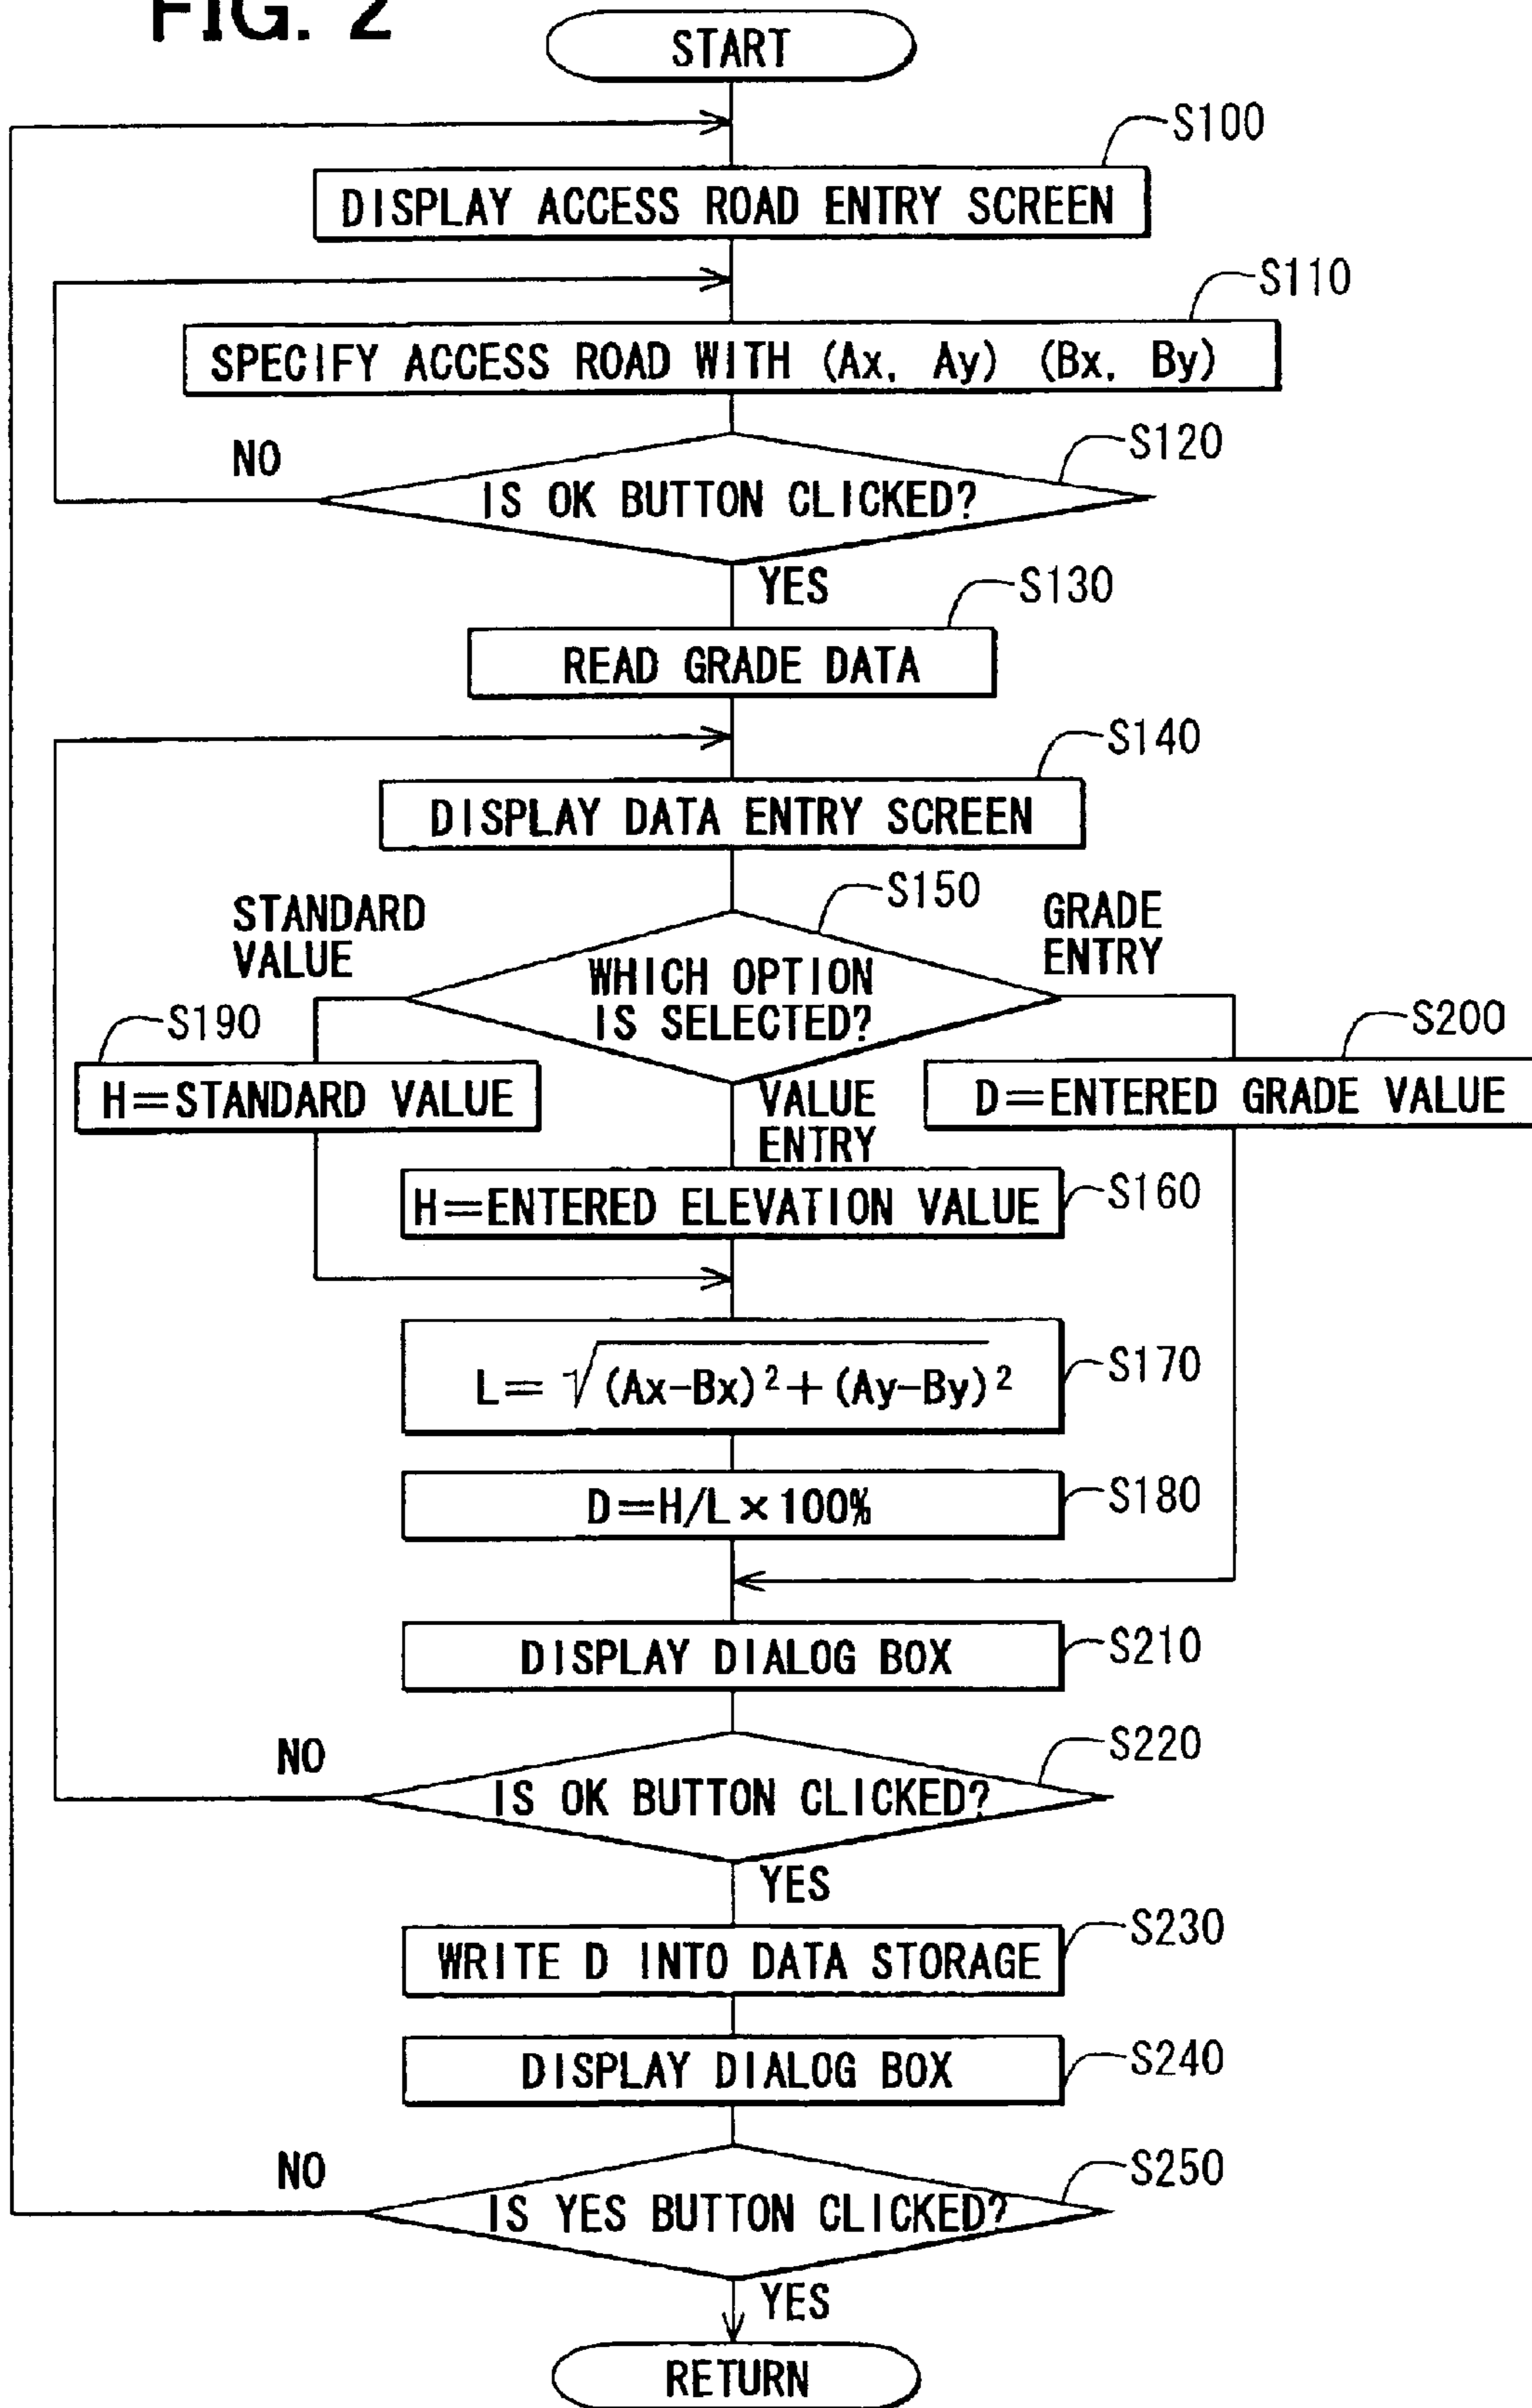 FIG. 2
START
S100
DISPLAY ACCESS ROAD ENTRY SCREEN
S110
SPECIFY ACCESS ROAD WITH (Ax, Ay) (Bx, By)
S120
NO
IS OK BUTTON CLICKED?
YES
S130
READ GRADE DATA
S140
DISPLAY DATA ENTRY SCREEN
S150
STANDARD
VALUE
GRADE
ENTRY
WHICH OPTION
IS SELECTED?
S190
S200
H=STANDARD VALUE
VALUE
ENTRY
D=ENTERED GRADE VALUE
S160
H=ENTERED ELEVATION VALUE
S170
L= √(Ax-Bx)²+(Ay-By)²
S180
D=H/L×100%
S210
DISPLAY DIALOG BOX
S220
NO
IS OK BUTTON CLICKED?
YES
S230
WRITE D INTO DATA STORAGE
S240
DISPLAY DIALOG BOX
S250
NO
IS YES BUTTON CLICKED?
YES
RETURN